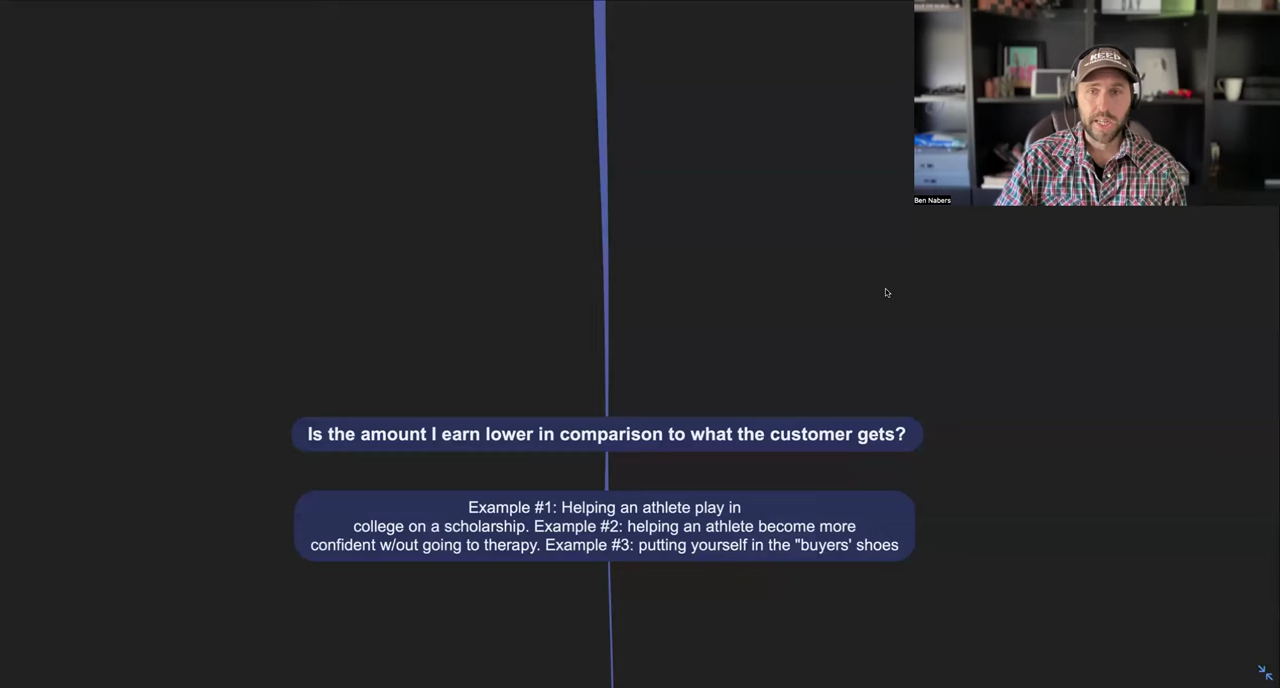 KEEP
Ben Nabers
Is the amount I earn lower in comparison to what the customer gets?
Example #1: Helping an athlete play in
college on a scholarship. Example #2: helping an athlete become more
confident w/out going to therapy. Example #3: putting yourself in the "buyers' shoes